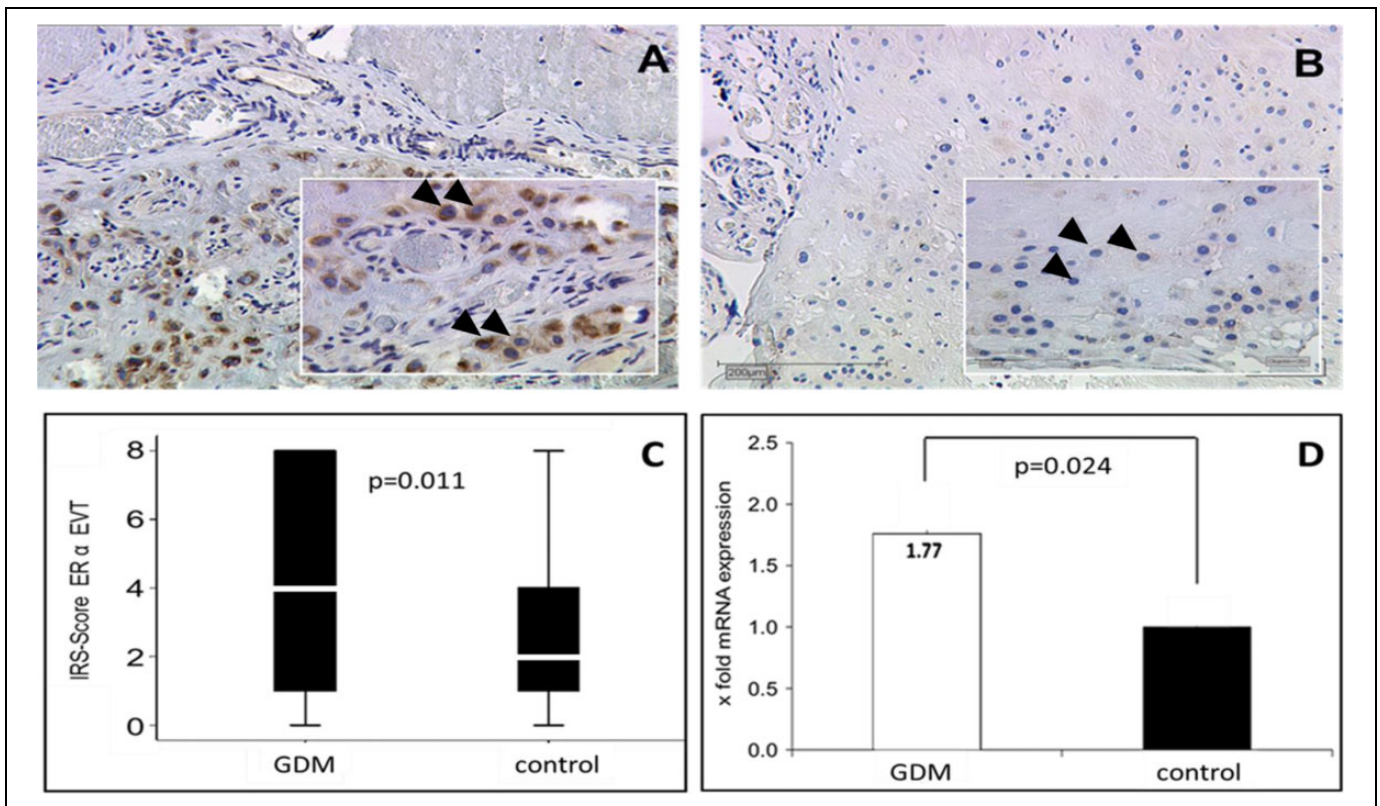 A
B
200µm
C
8
6
4
2
0
IRS-Score ER α EVT
p=0.011
GDM
control
D
2.5
2.0
1.5
1.0
0.5
0.0
x fold mRNA expression
p=0.024
1.77
GDM
control